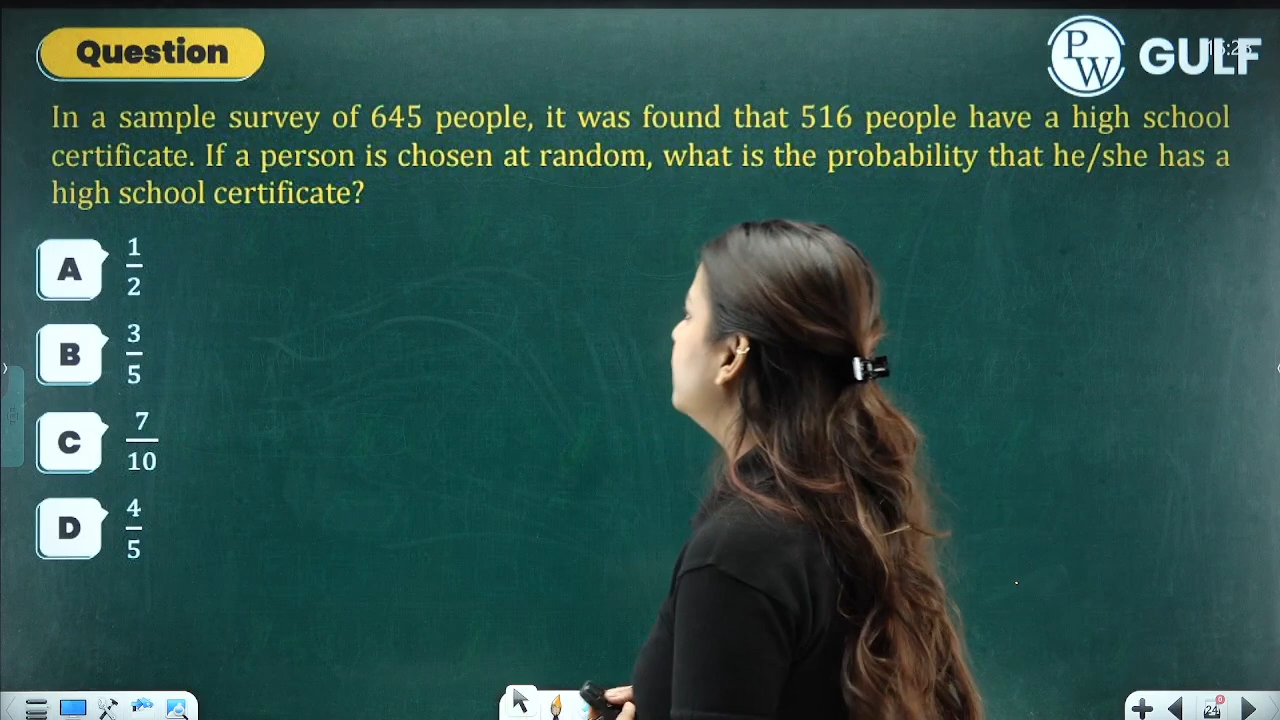 Question
PW GULF
In a sample survey of 645 people, it was found that 516 people have a high school
certificate. If a person is chosen at random, what is the probability that he/she has a
high school certificate?
A 1/2
B 3/5
C 7/10
D 4/5
24